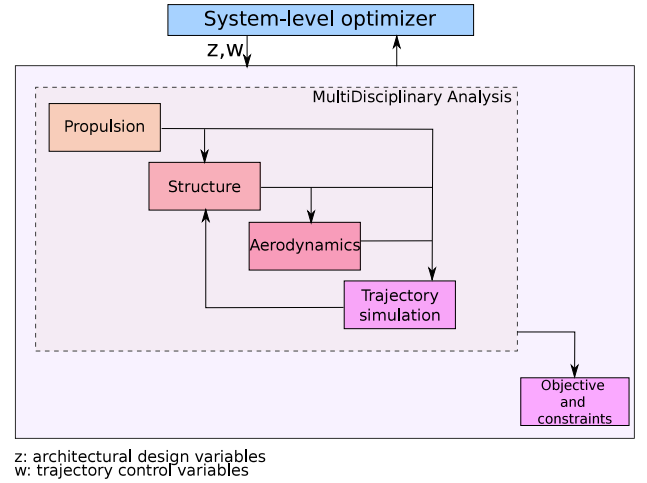 System-level optimizer
z,w
MultiDisciplinary Analysis
Propulsion
Structure
Aerodynamics
Trajectory
simulation
Objective
and
constraints
z: architectural design variables
w: trajectory control variables